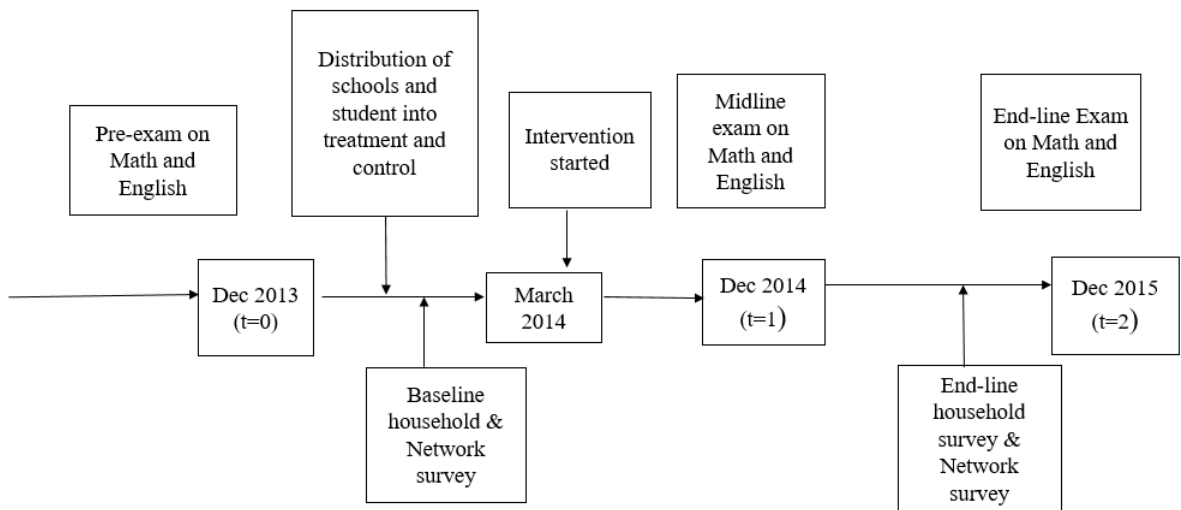 Pre-exam on
Math and
English
Distribution of
schools and
student into
treatment and
control
Intervention
started
Midline
exam on
Math and
English
End-line Exam
on Math and
English
Dec 2013
(t=0)
March
2014
Dec 2014
(t=1)
Dec 2015
(t=2)
Baseline
household &
Network
survey
End-line
household
survey &
Network
survey